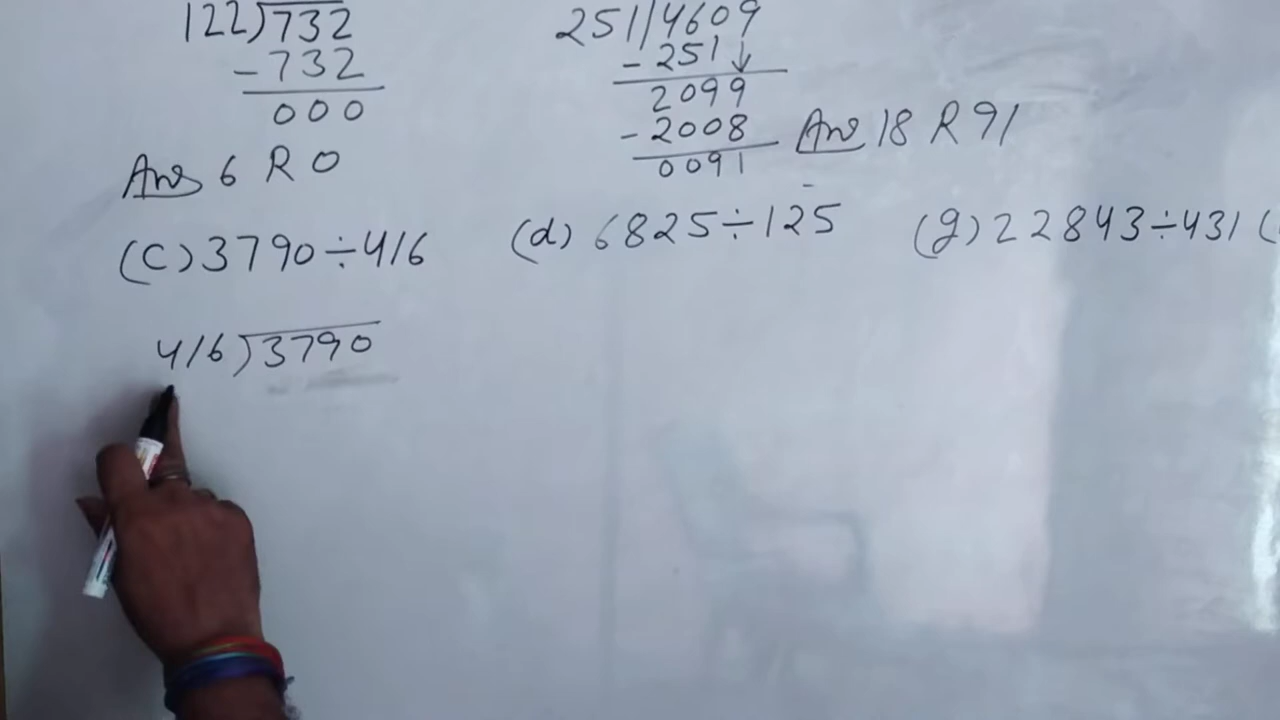 122)732
-732
000
Ans 6 R 0
251)4609
-251↓
2099
-2008
0091
Ans 18 R 91
(c) 3790÷416
(d) 6825÷125
(g) 22843÷431 (
416)3790